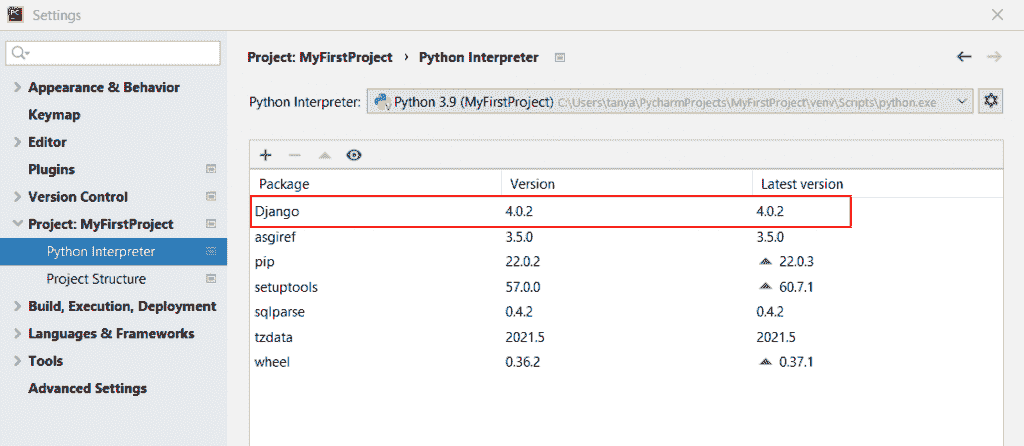 PC Settings
Project: MyFirstProject › Python Interpreter
Appearance & Behavior
Keymap
Editor
Plugins
Version Control
Project: MyFirstProject
Python Interpreter
Project Structure
Build, Execution, Deployment
Languages & Frameworks
Tools
Advanced Settings
Python Interpreter: Python 3.9 (MyFirstProject) C:\Users\tanya\PycharmProjects\MyFirstProject\venv\Scripts\python.exe
Package Version Latest version
Django 4.0.2 4.0.2
asgiref 3.5.0 3.5.0
pip 22.0.2 22.0.3
setuptools 57.0.0 60.7.1
sqlparse 0.4.2 0.4.2
tzdata 2021.5 2021.5
wheel 0.36.2 0.37.1